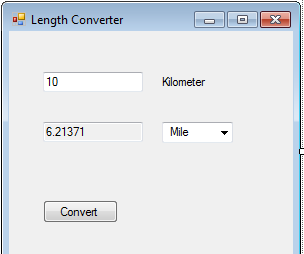 Length Converter
10 Kilometer
6.21371 Mile
Convert